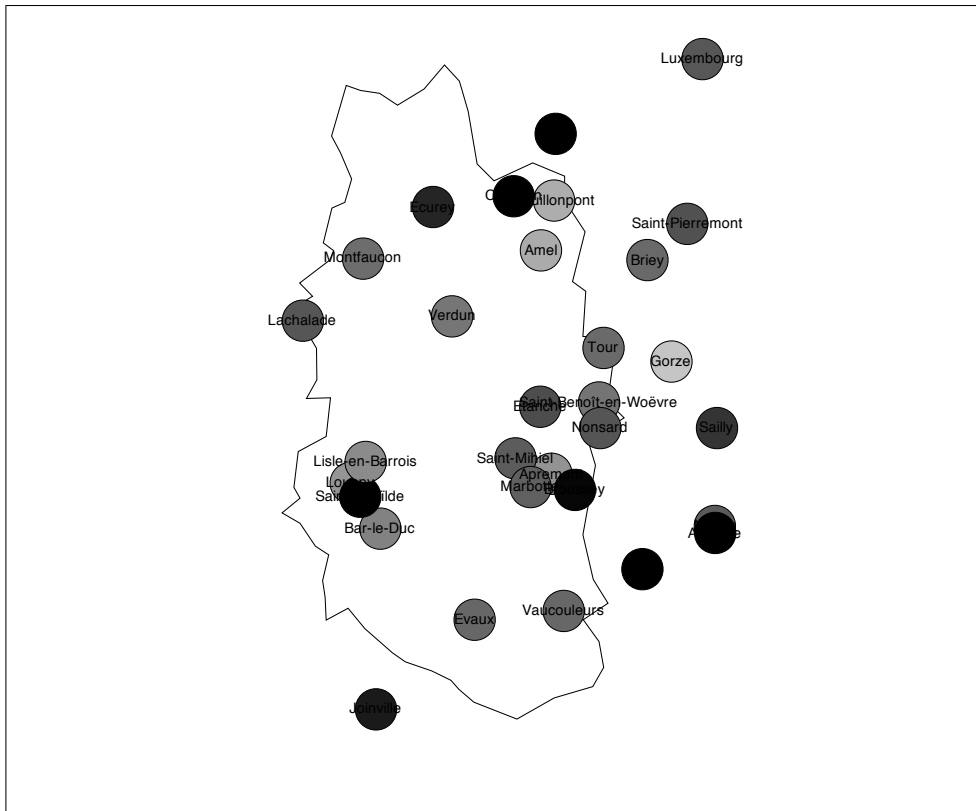 Luxembourg
Ecurey
Saint-Pierremont
Amel
Montfaucon
Briey
Verdun
Lachalade
Tour
Gorze
Saint-Benoît-en-Woëvre
Etanche
Nonsard
Sailly
Saint-Mihiel
Lisle-en-Barrois
Bar-le-Duc
Vaucouleurs
Evaux
Joinville